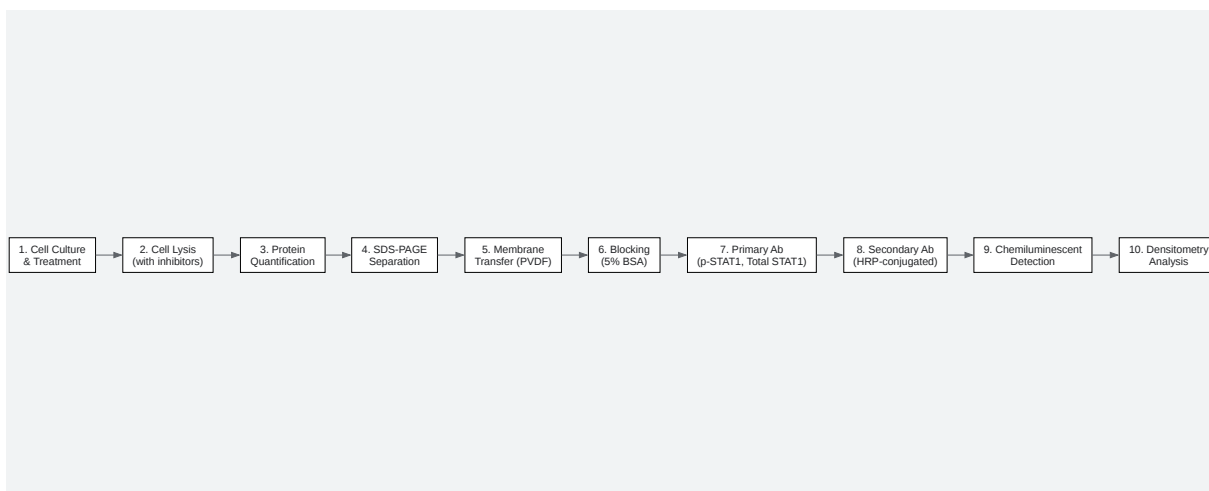 1. Cell Culture
& Treatment
2. Cell Lysis
(with inhibitors)
3. Protein
Quantification
4. SDS-PAGE
Separation
5. Membrane
Transfer (PVDF)
6. Blocking
(5% BSA)
7. Primary Ab
(p-STAT1, Total STAT1)
8. Secondary Ab
(HRP-conjugated)
9. Chemiluminescent
Detection
10. Densitometry
Analysis